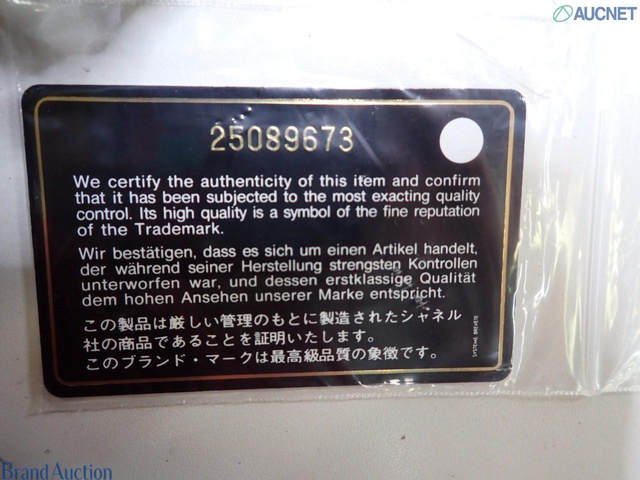 AUCNET
25089673
We certify the authenticity of this item and confirm
that it has been subjected to the most exacting quality
control. Its high quality is a symbol of the fine reputation
of the Trademark.
Wir bestätigen, dass es sich um einen Artikel handelt,
der während seiner Herstellung strengsten Kontrollen
unterworfen war, und dessen erstklassige Qualität
dem hohen Ansehen unserer Marke entspricht.
この製品は厳しい管理のもとに製造されたシャネル
社の商品であることを証明いたします。
このブランド・マークは最高級品質の象徴です。
SYSTEME BREVETE
BrandAuction